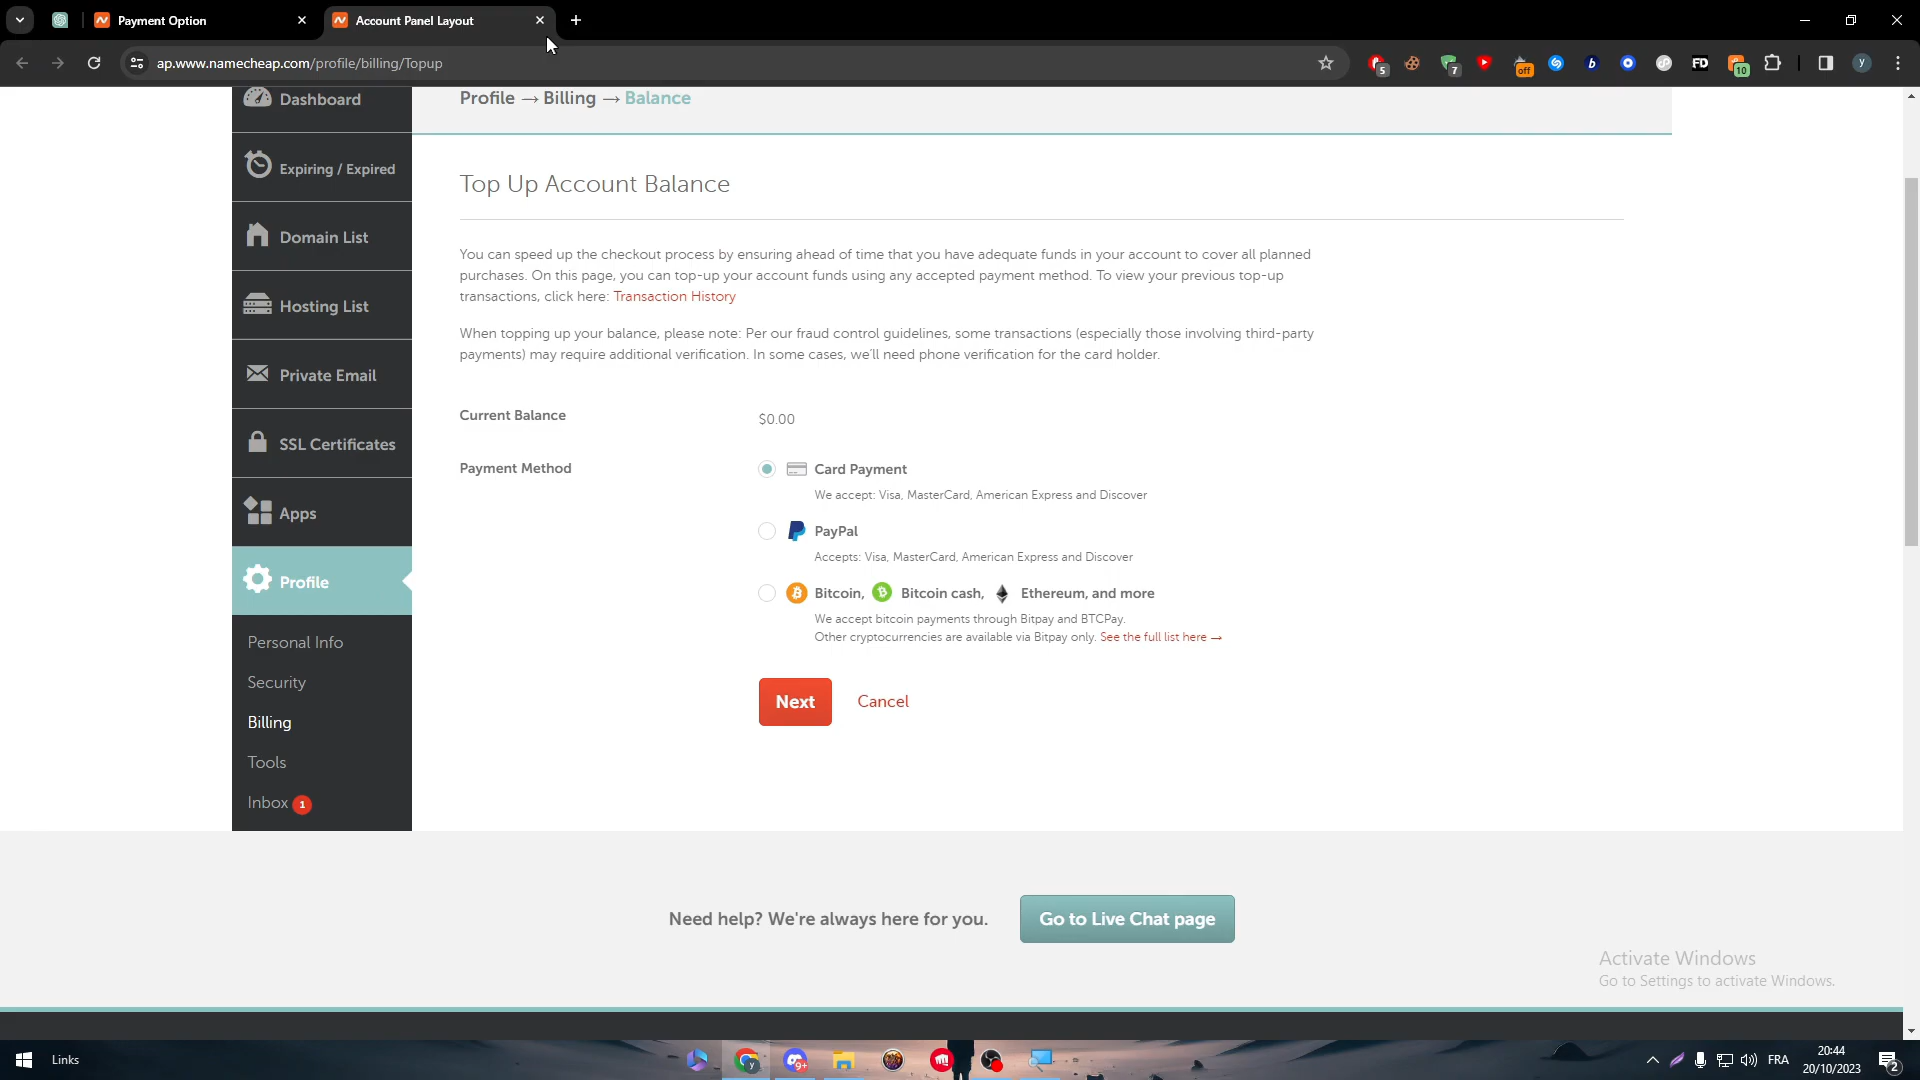 Payment Option
Account Panel Layout
ap.www.namecheap.com/profile/billing/Topup
5
7
off
b
FD
10
y
Dashboard
Profile → Billing → Balance
Expiring / Expired
Top Up Account Balance
Domain List
You can speed up the checkout process by ensuring ahead of time that you have adequate funds in your account to cover all planned
purchases. On this page, you can top-up your account funds using any accepted payment method. To view your previous top-up
transactions, click here: Transaction History
Hosting List
When topping up your balance, please note: Per our fraud control guidelines, some transactions (especially those involving third-party
payments) may require additional verification. In some cases, we'll need phone verification for the card holder.
Private Email
Current Balance
$0.00
SSL Certificates
Payment Method
Card Payment
We accept: Visa, MasterCard, American Express and Discover
Apps
PayPal
Accepts: Visa, MasterCard, American Express and Discover
Profile
Bitcoin, Bitcoin cash, Ethereum, and more
We accept bitcoin payments through Bitpay and BTCPay.
Other cryptocurrencies are available via Bitpay only. See the full list here →
Personal Info
Security
Next
Cancel
Billing
Tools
Inbox 1
Need help? We're always here for you.
Go to Live Chat page
Activate Windows
Go to Settings to activate Windows.
Links
9+
FRA
20:44
20/10/2023
2